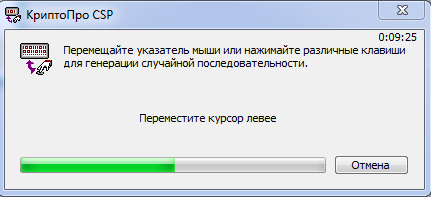 КриптоПро CSP
0:09:25
Перемещайте указатель мыши или нажимайте различные клавиши
для генерации случайной последовательности.
Переместите курсор левее
Отмена